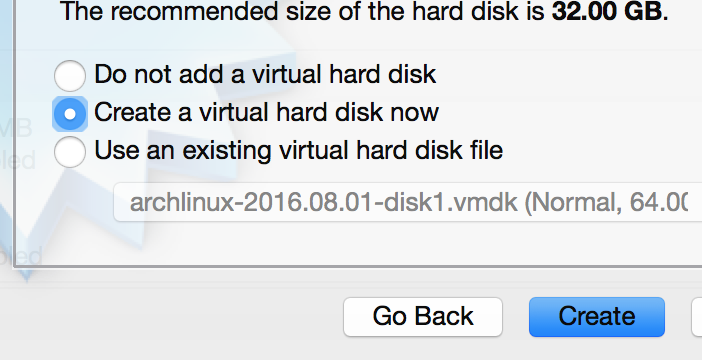 The recommended size of the hard disk is 32.00 GB.
Do not add a virtual hard disk
Create a virtual hard disk now
MB
Use an existing virtual hard disk file
archlinux-2016.08.01-disk1.vmdk (Normal, 64.00
Go Back
Create